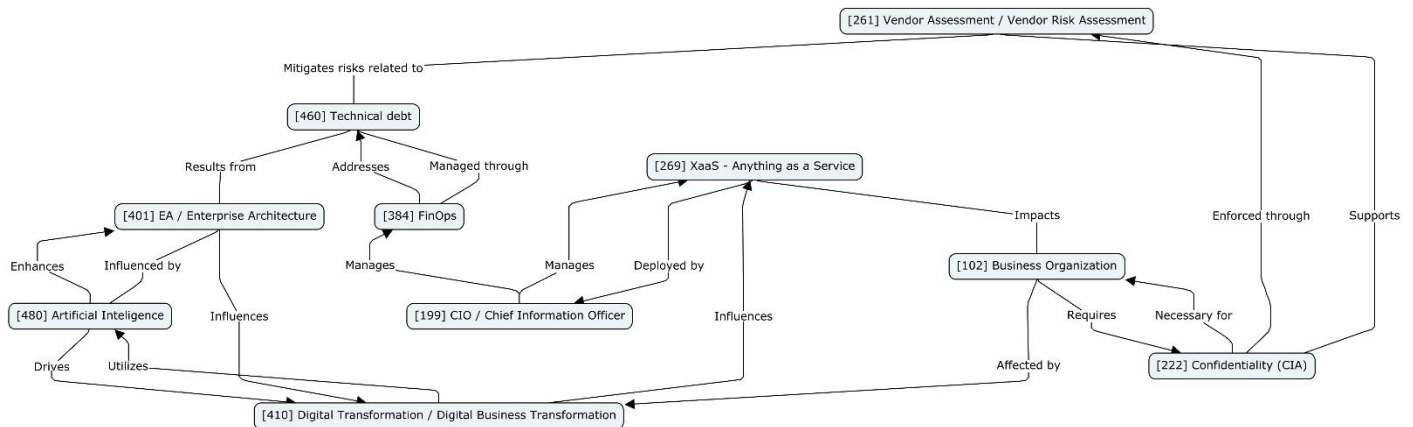 [261] Vendor Assessment / Vendor Risk Assessment
Mitigates risks related to
[460] Technical debt
Results from
Addresses
Managed through
[269] XaaS - Anything as a Service
[401] EA / Enterprise Architecture
[384] FinOps
Impacts
Enforced through
Supports
Enhances
Influenced by
Manages
Manages
Deployed by
[102] Business Organization
[480] Artificial Inteligence
Influences
[199] CIO / Chief Information Officer
Influences
Requires
Necessary for
Drives
Utilizes
Affected by
[222] Confidentiality (CIA)
[410] Digital Transformation / Digital Business Transformation